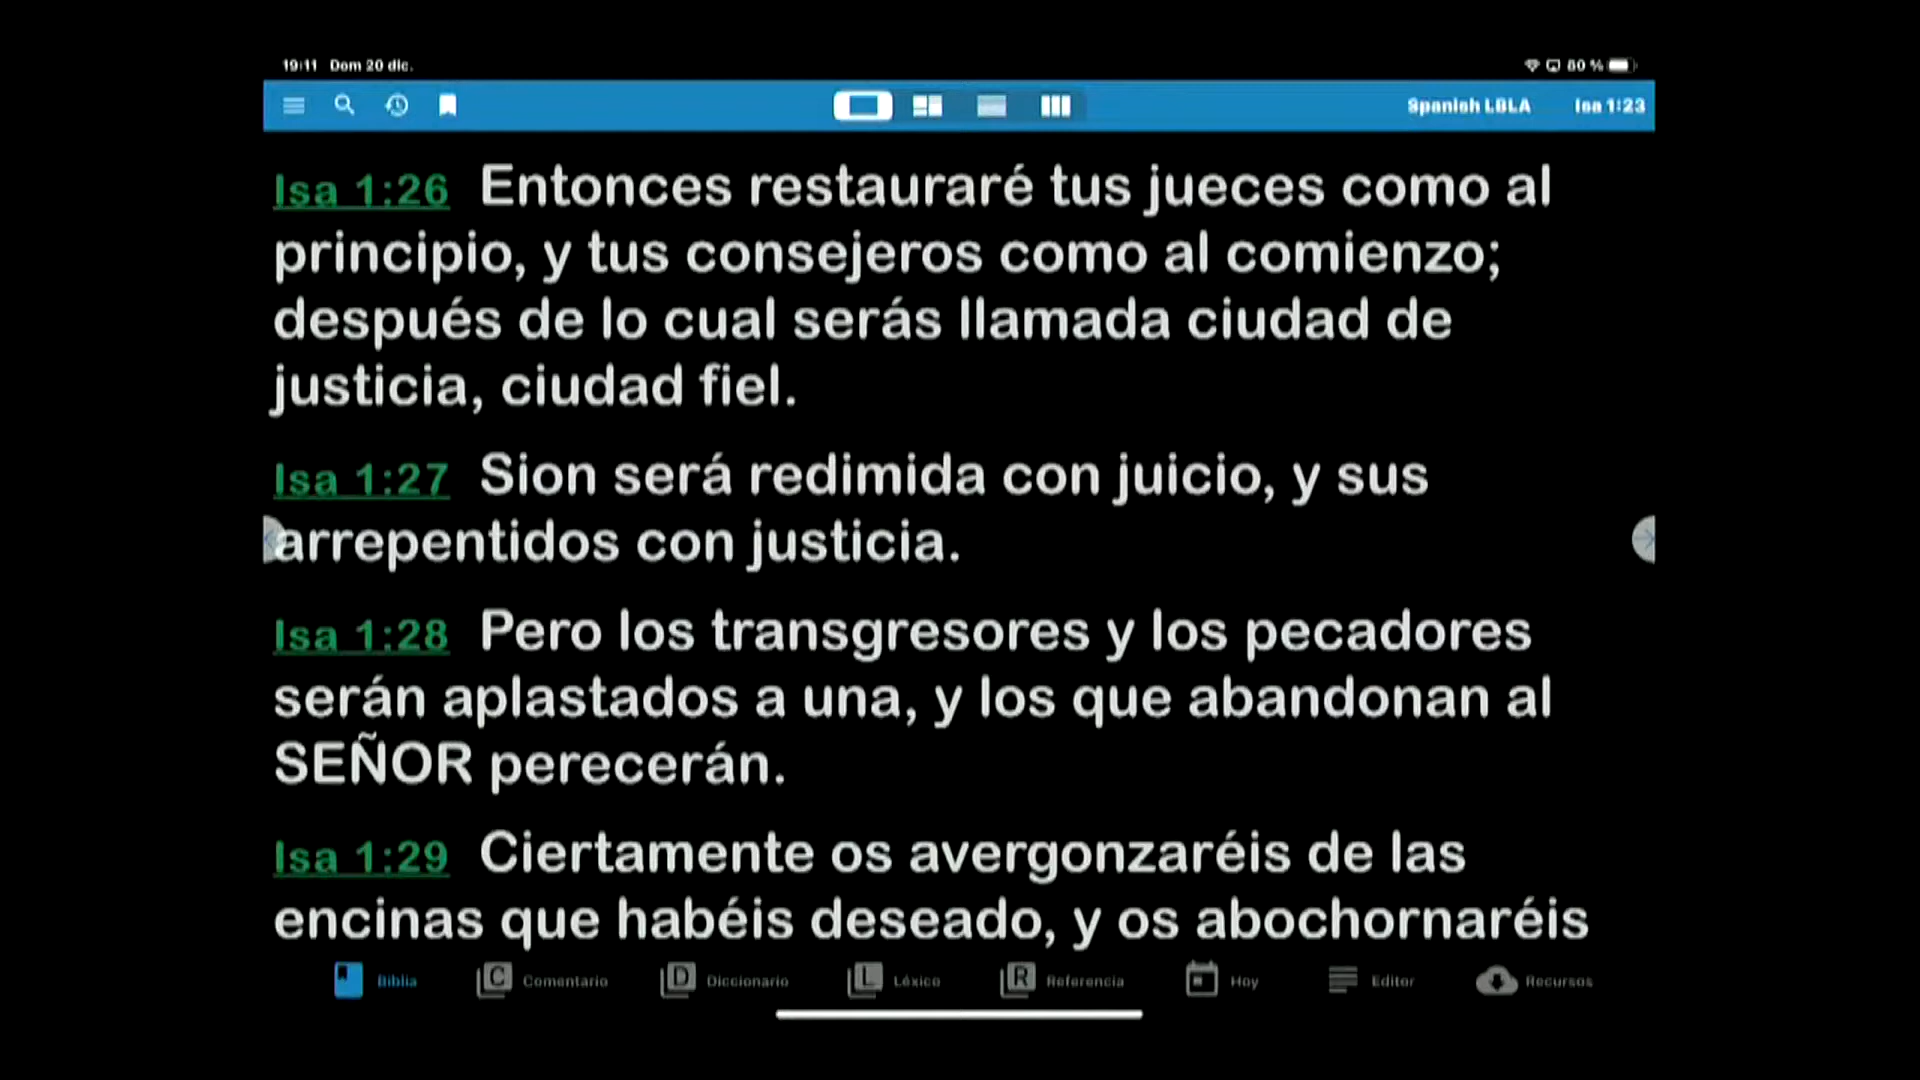 19:11 Dom 20 dic.
80 %
Spanish LBLA Isa 1:23
Isa 1:26 Entonces restauraré tus jueces como al
principio, y tus consejeros como al comienzo;
después de lo cual serás llamada ciudad de
justicia, ciudad fiel.
Isa 1:27 Sion será redimida con juicio, y sus
arrepentidos con justicia.
Isa 1:28 Pero los transgresores y los pecadores
serán aplastados a una, y los que abandonan al
SEÑOR perecerán.
Isa 1:29 Ciertamente os avergonzaréis de las
encinas que habéis deseado, y os abochornaréis
Biblia C Comentario D Diccionario L Léxico R Referencia Hoy Editor Recursos